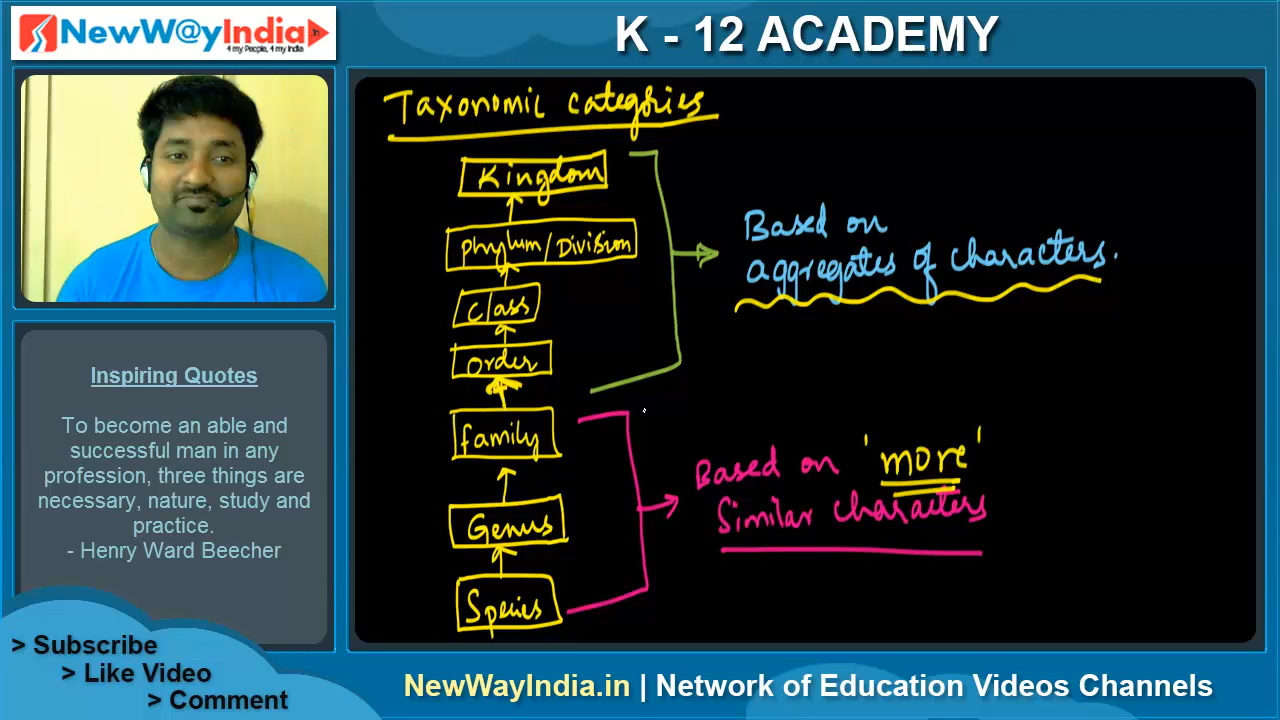 NewW@yIndia.in
4 my People, 4 my India
K - 12 ACADEMY
Taxonomic categories
Kingdom
Phylum/Division
Class
Order
family
Genus
Species
Based on
aggregates of characters.
Based on 'more'
Similar characters
Inspiring Quotes
To become an able and
successful man in any
profession, three things are
necessary, nature, study and
practice.
- Henry Ward Beecher
> Subscribe
> Like Video
> Comment
NewWayIndia.in | Network of Education Videos Channels